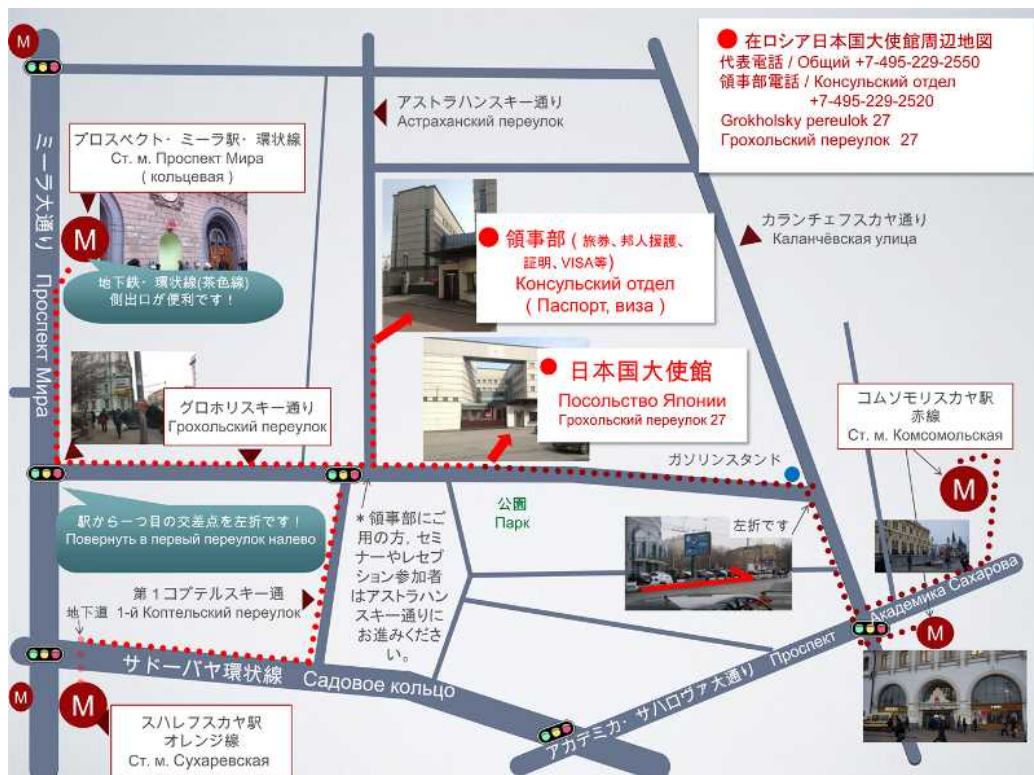 M
● 在ロシア日本国大使館周辺地図
代表電話 / Общий +7-495-229-2550
領事部電話 / Консульский отдел
+7-495-229-2520
Grokholsky pereulok 27
Грохольский переулок 27
アストラハンスキー通り
Астраханский переулок
プロスペクト・ミーラ駅・環状線
Ст. м. Проспект Мира
( кольцевая )
M
ミーラ大通り Проспект Мира
地下鉄・環状線(茶色線)
側出口が便利です！
カランチェフスカヤ通り
Каланчёвская улица
● 領事部 ( 旅券、邦人援護、
証明、VISA等)
Консульский отдел
( Паспорт, виза )
● 日本国大使館
Посольство Японии
Грохольский переулок 27
グロホリスキー通り
Грохольский переулок
コムソモリスカヤ駅
赤線
Ст. м. Комсомольская
M
ガソリンスタンド
公園
Парк
左折です
駅から一つ目の交差点を左折です！
Повернуть в первый переулок налево
＊領事部にご
用の方，セミ
ナーやレセプ
ション参加者
はアストラハン
スキー通りに
お進みくださ
い。
第１コプテルスキー通
地下道 1-й Коптельский переулок
サドーバヤ環状線 Садовое кольцо
アカデミカ・サハロヴァ大通り Проспект Академика Сахарова
M
M
M
スハレフスカヤ駅
オレンジ線
Ст. м. Сухаревская